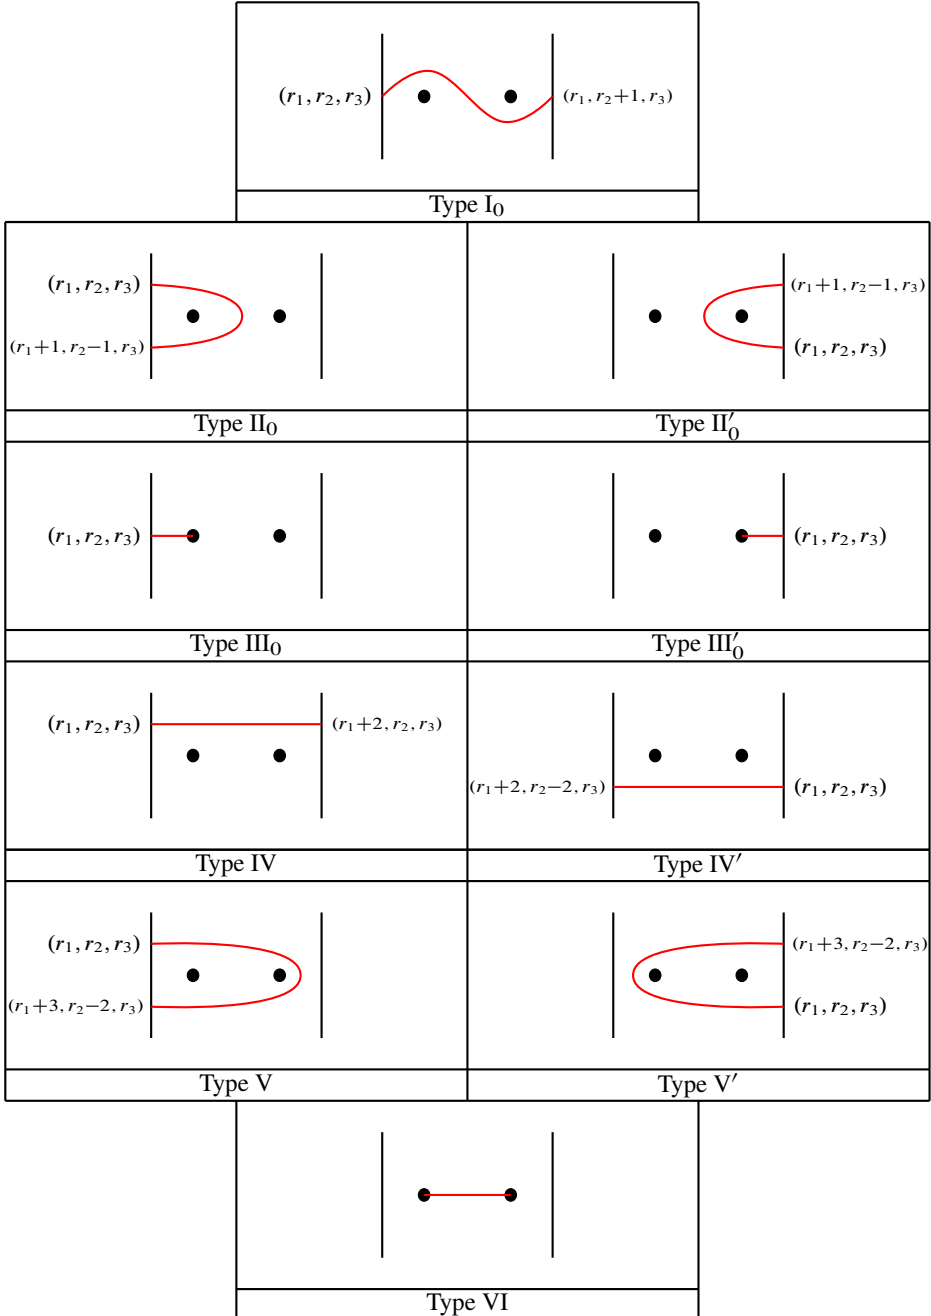 (r₁, r₂, r₃) (r₁, r₂+1, r₃)
Type I₀
(r₁, r₂, r₃) (r₁+1, r₂−1, r₃)
(r₁+1, r₂−1, r₃) (r₁, r₂, r₃)
Type II₀ Type II′₀
(r₁, r₂, r₃) (r₁, r₂, r₃)
Type III₀ Type III′₀
(r₁, r₂, r₃) (r₁+2, r₂, r₃)
(r₁+2, r₂−2, r₃) (r₁, r₂, r₃)
Type IV Type IV′
(r₁, r₂, r₃) (r₁+3, r₂−2, r₃)
(r₁+3, r₂−2, r₃) (r₁, r₂, r₃)
Type V Type V′
Type VI